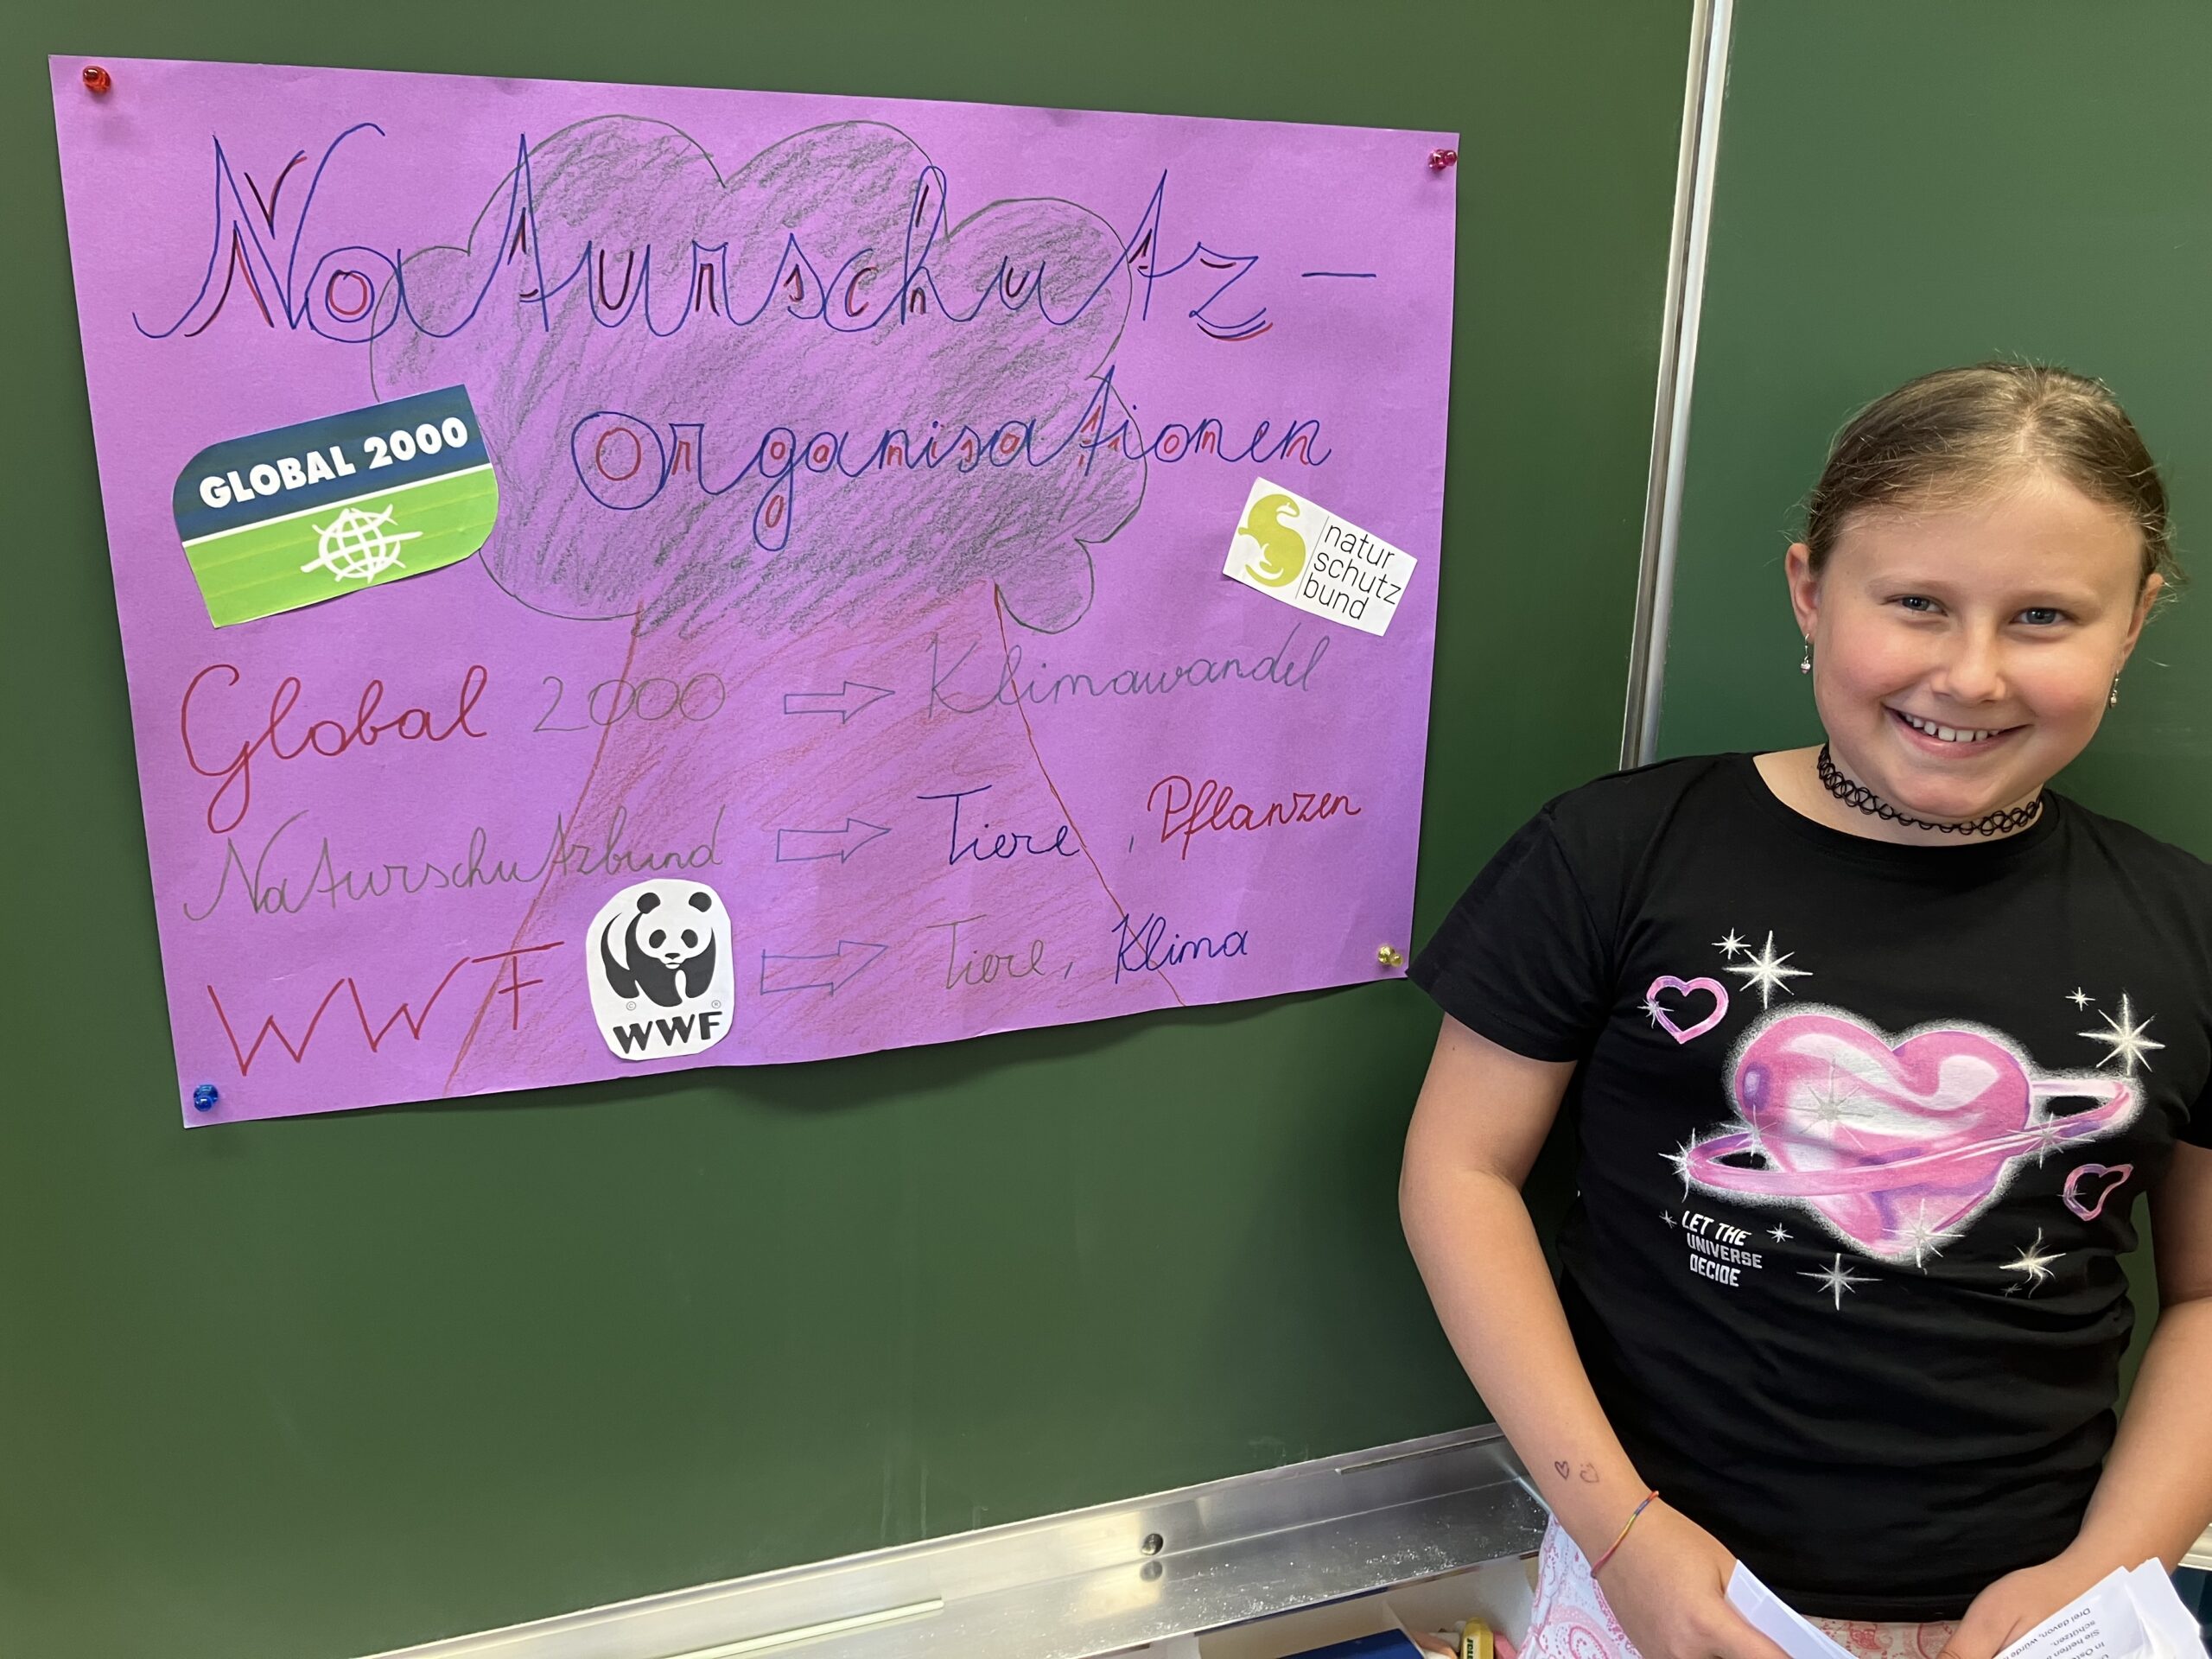 Naturschutz-
organisationen
GLOBAL 2000
natur
schutz
bund
Global 2000 ⇨ Klimawandel
Naturschutzbund ⇨ Tiere, Pflanzen
WWF ⇨ Tiere, Klima
© ®
WWF
LET THE
UNIVERSE
DECIDE